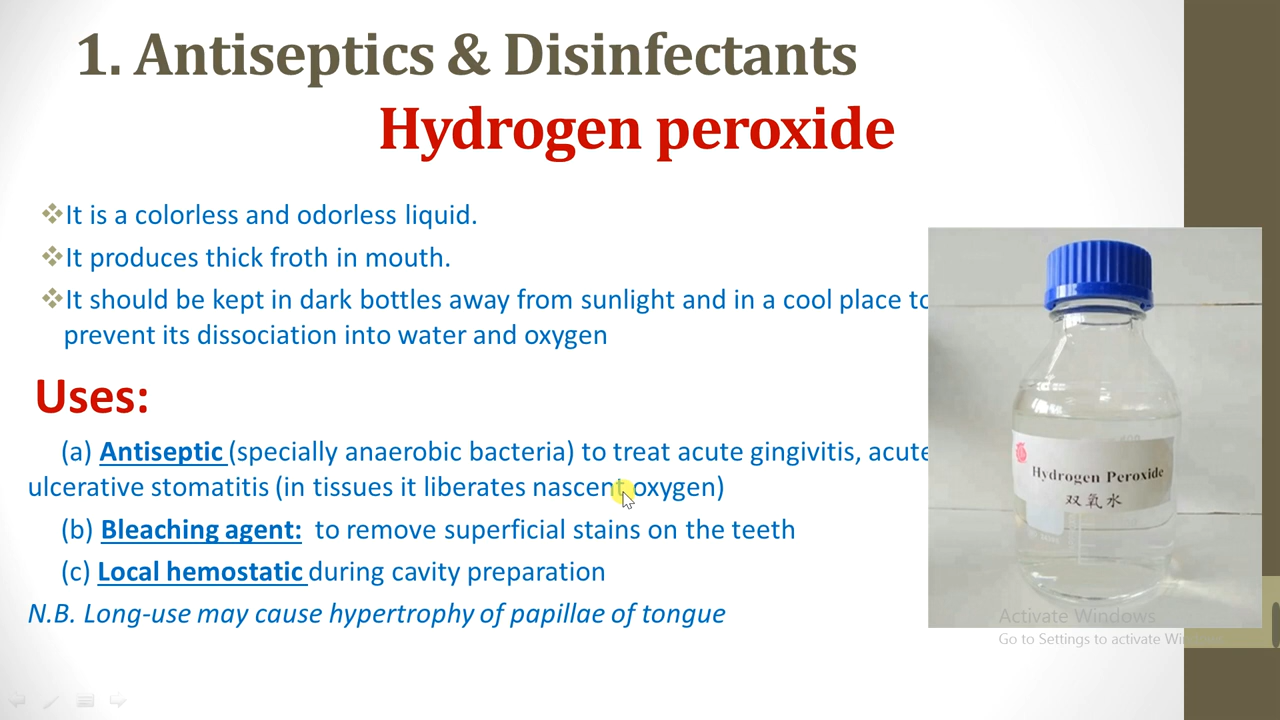 1. Antiseptics & Disinfectants
Hydrogen peroxide
❖It is a colorless and odorless liquid.
❖It produces thick froth in mouth.
❖It should be kept in dark bottles away from sunlight and in a cool place to
prevent its dissociation into water and oxygen
Uses:
(a) Antiseptic (specially anaerobic bacteria) to treat acute gingivitis, acute
ulcerative stomatitis (in tissues it liberates nascent oxygen)
(b) Bleaching agent: to remove superficial stains on the teeth
(c) Local hemostatic during cavity preparation
N.B. Long-use may cause hypertrophy of papillae of tongue
Hydrogen Peroxide
双氧水
Activate Windows
Go to Settings to activate Windows.